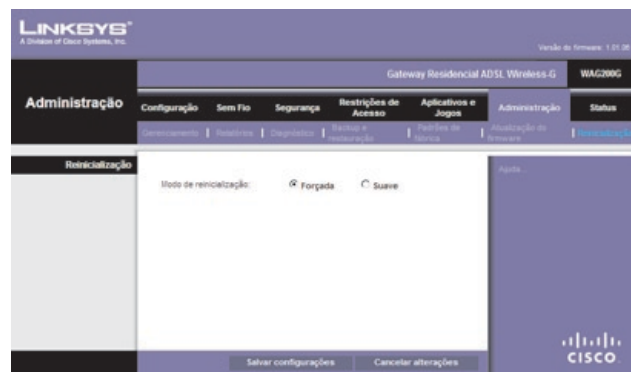 LINKSYS®
A Division of Cisco Systems, Inc.
Versão do firmware: 1.01.06
Gateway Residencial ADSL Wireless-G
WAG200G
Administração
Configuração
Sem Fio
Segurança
Restrições de Acesso
Aplicativos e Jogos
Administração
Status
Gerenciamento | Relatórios | Diagnóstico | Backup e restauração | Padrões de fábrica | Atualização do firmware | Reinicialização
Reinicialização
Modo de reinicialização:
Forçada
Suave
Ajuda...
Salvar configurações
Cancelar alterações
CISCO